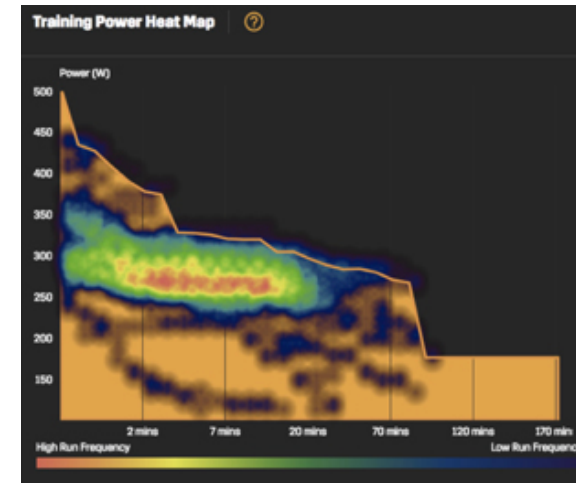 Training Power Heat Map ?
Power (W)
500
450
400
350
300
250
200
150
2 mins 7 mins 20 mins 70 mins 120 mins 170 min
High Run Frequency Low Run Frequenc